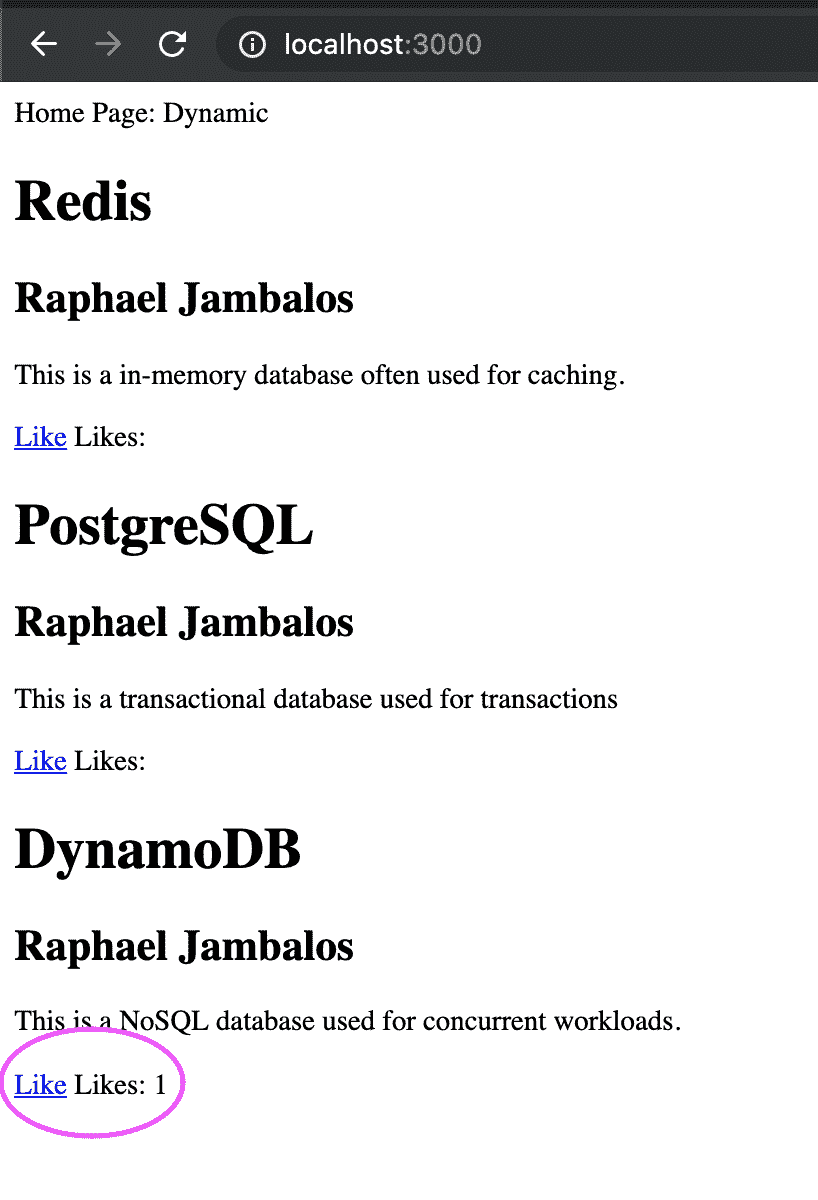 localhost:3000
Home Page: Dynamic
Redis
Raphael Jambalos
This is a in-memory database often used for caching.
Like Likes:
PostgreSQL
Raphael Jambalos
This is a transactional database used for transactions
Like Likes:
DynamoDB
Raphael Jambalos
This is a NoSQL database used for concurrent workloads.
Like Likes: 1